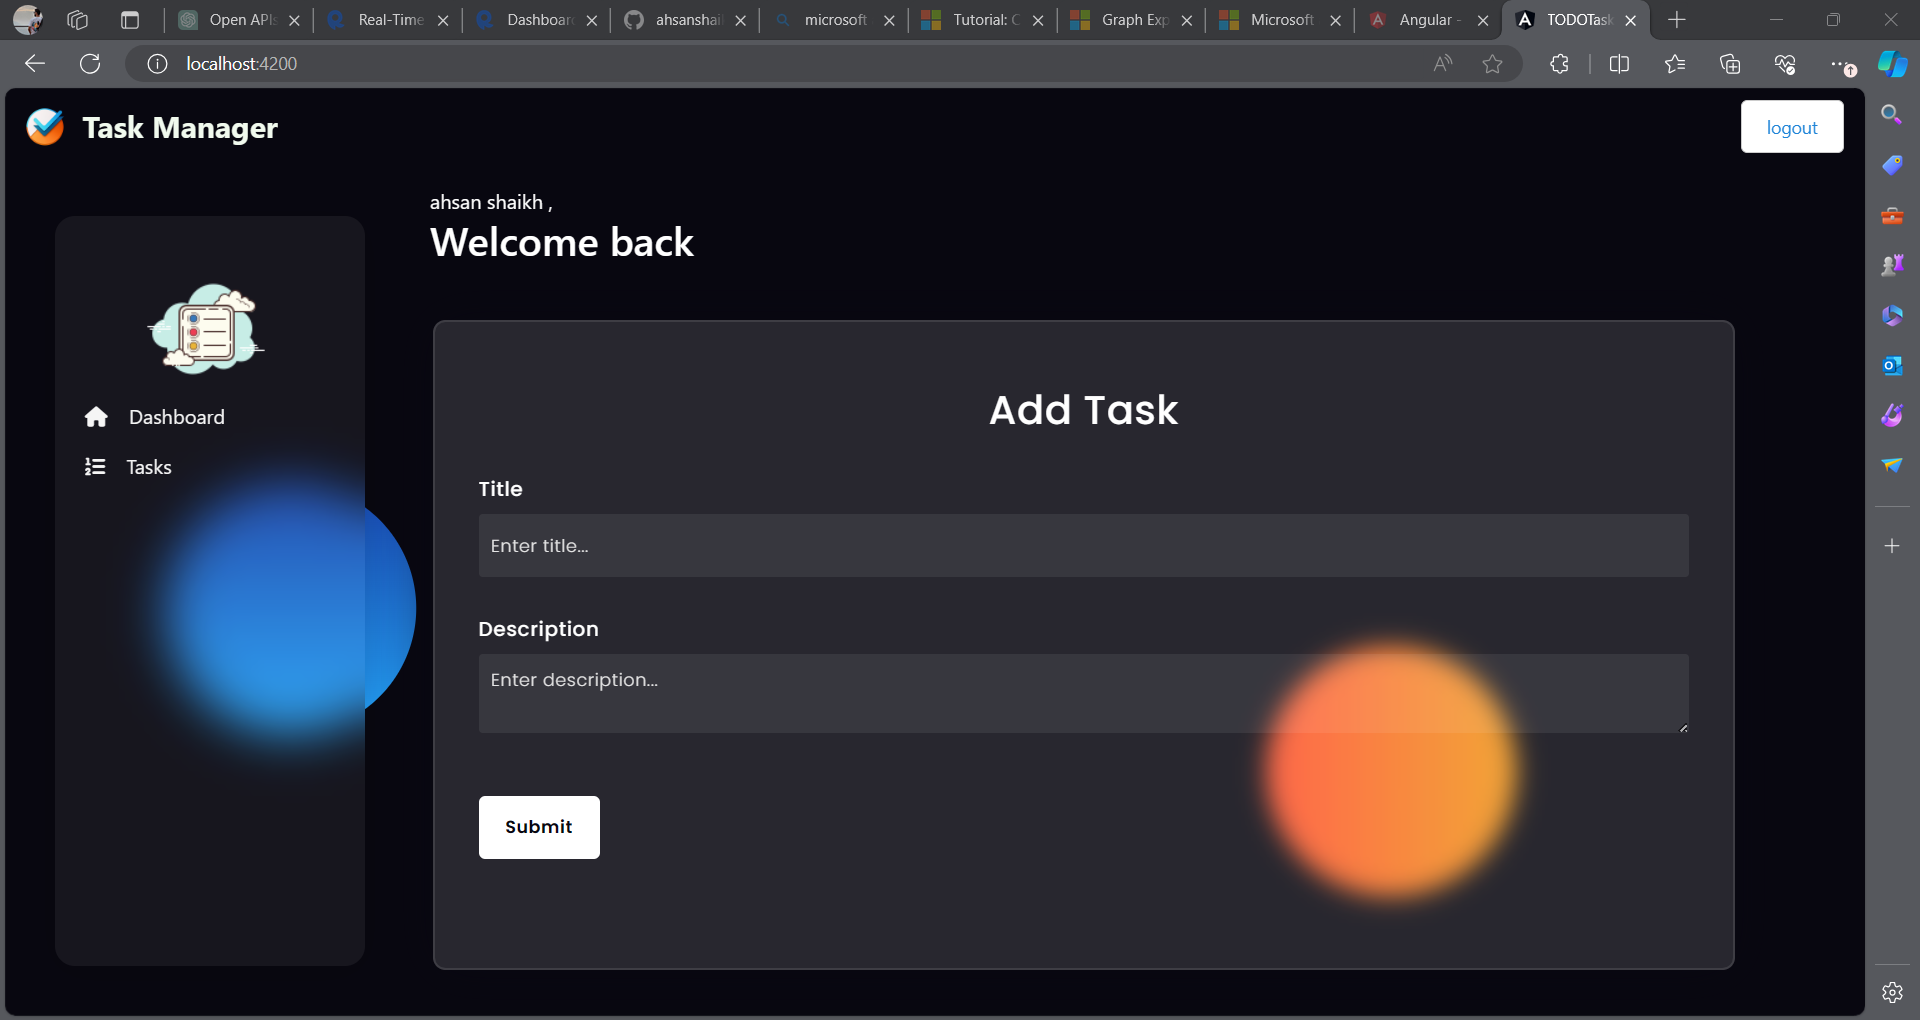 Open APIs
Real-Time
Dashboard
ahsanshail
microsoft
Tutorial: C
Graph Exp
Microsoft
Angular -
TODOTask
localhost:4200
Task Manager
logout
ahsan shaikh ,
Welcome back
Dashboard
Tasks
Add Task
Title
Enter title...
Description
Enter description...
Submit